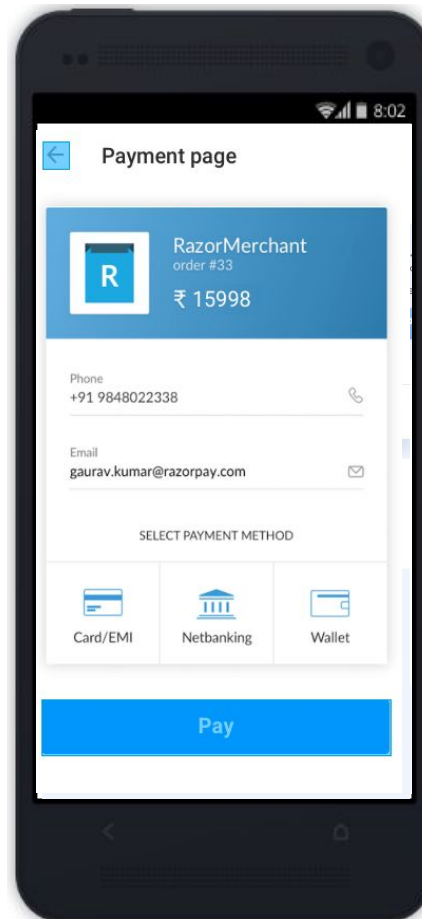 8:02
Payment page
R
RazorMerchant
order #33
₹ 15998
Phone
+91 9848022338
Email
gaurav.kumar@razorpay.com
SELECT PAYMENT METHOD
Card/EMI Netbanking Wallet
Pay